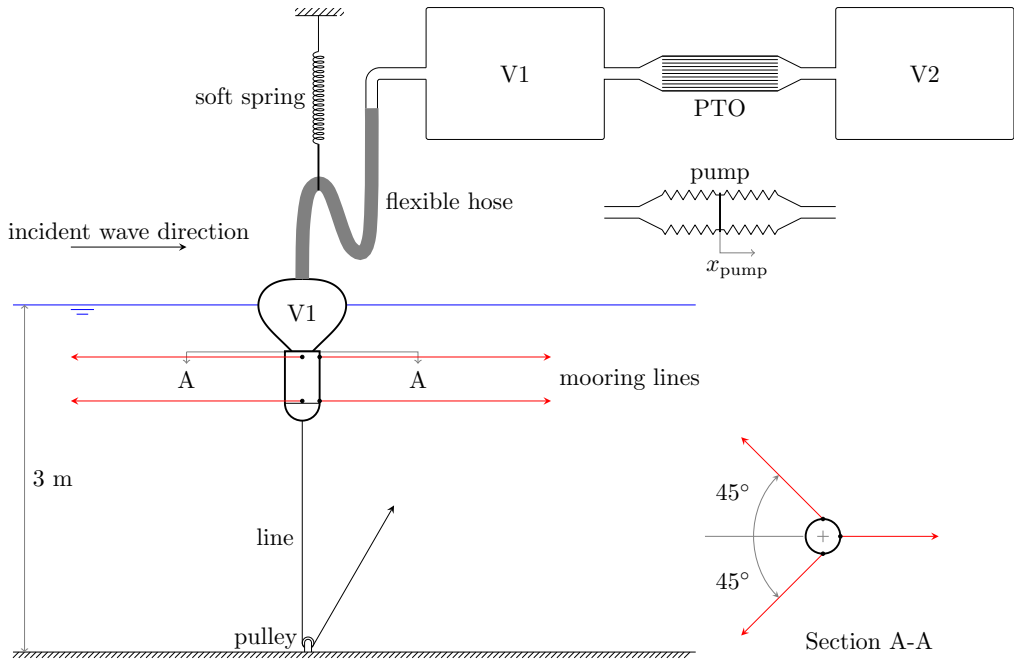 V1
V2
soft spring
PTO
pump
flexible hose
incident wave direction
x_pump
V1
A
A
mooring lines
3 m
45°
line
45°
pulley
Section A-A